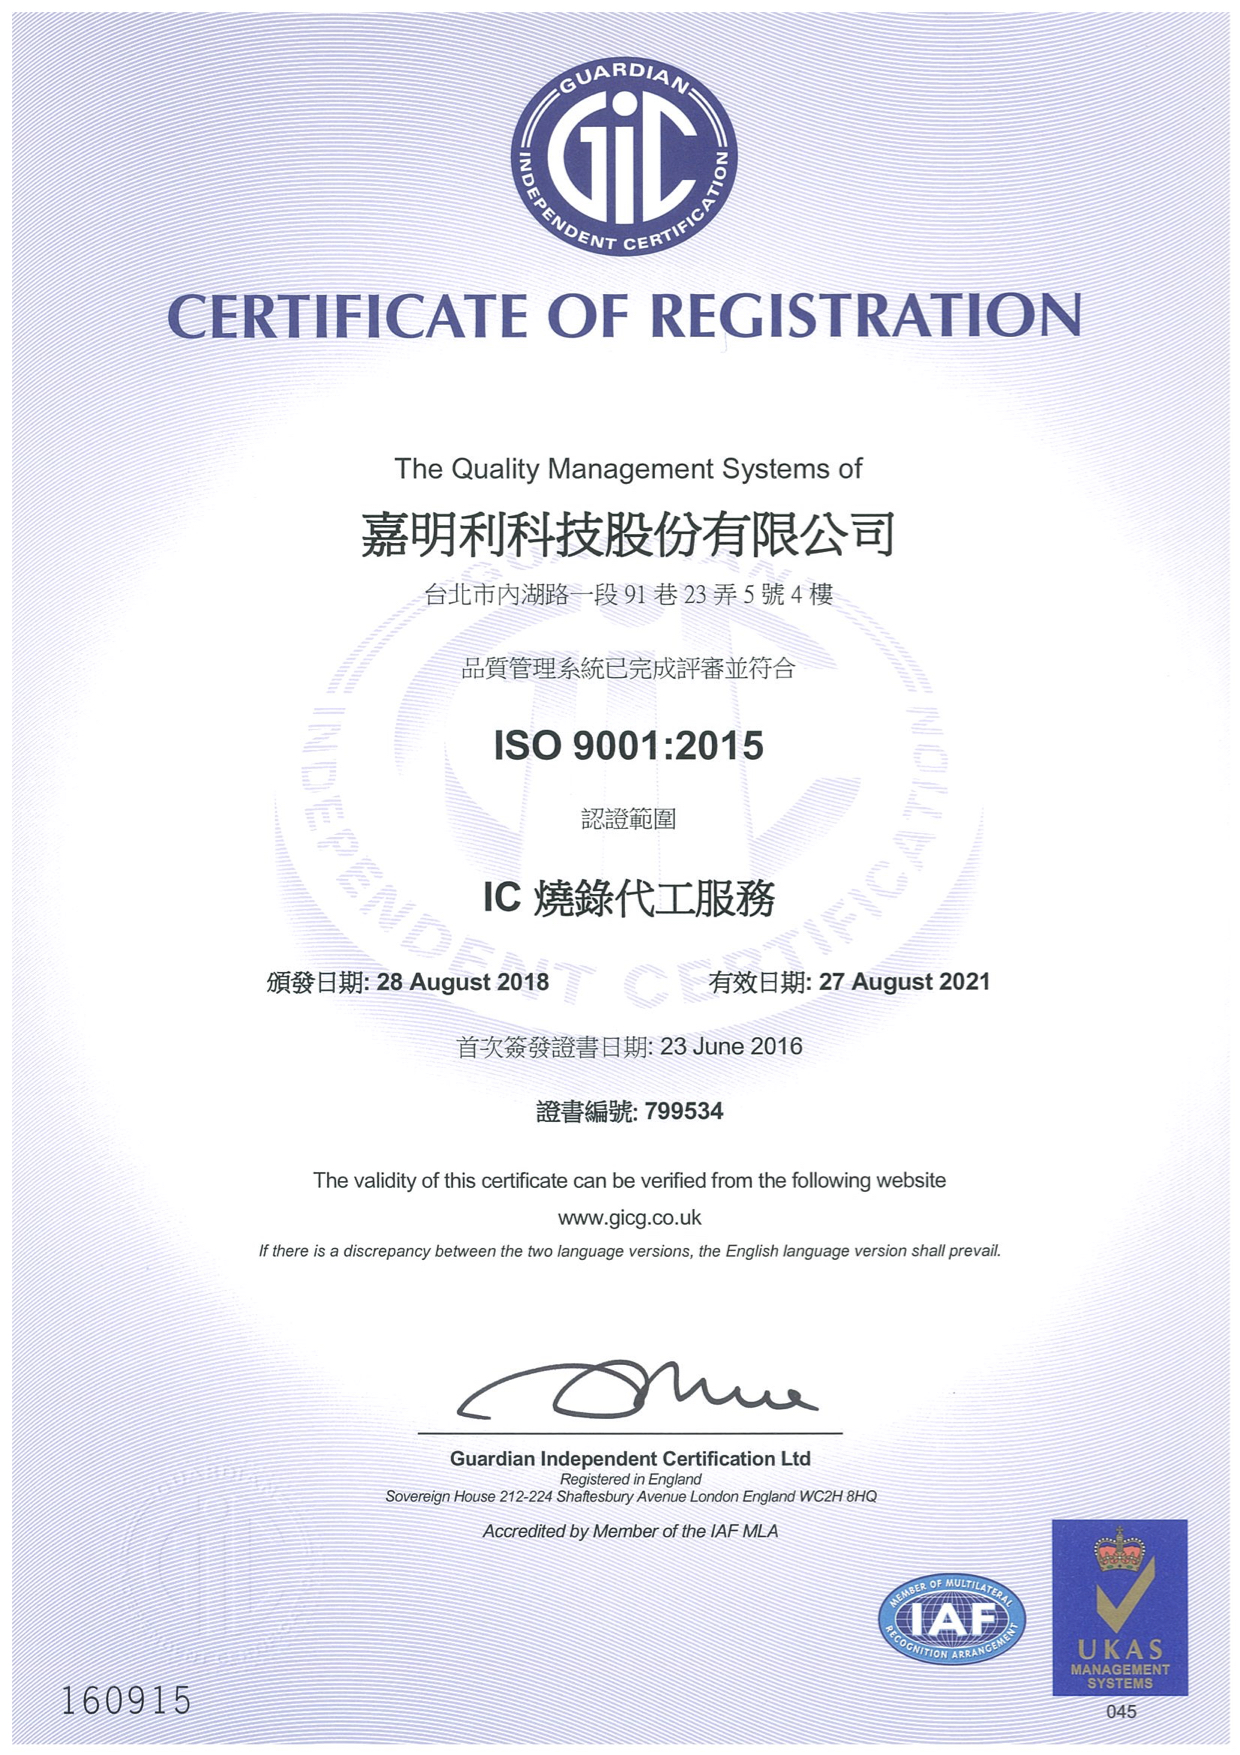 GUARDIAN
GiC
INDEPENDENT CERTIFICATION
CERTIFICATE OF REGISTRATION
The Quality Management Systems of
嘉明利科技股份有限公司
台北市內湖路一段 91 巷 23 弄 5 號 4 樓
品質管理系統已完成評審並符合
ISO 9001:2015
認證範圍
IC 燒錄代工服務
頒發日期: 28 August 2018 有效日期: 27 August 2021
首次簽發證書日期: 23 June 2016
證書編號: 799534
The validity of this certificate can be verified from the following website
www.gicg.co.uk
If there is a discrepancy between the two language versions, the English language version shall prevail.
Guardian Independent Certification Ltd
Registered in England
Sovereign House 212-224 Shaftesbury Avenue London England WC2H 8HQ
Accredited by Member of the IAF MLA
MEMBER OF MULTILATERAL
IAF
RECOGNITION ARRANGEMENT
UKAS
MANAGEMENT
SYSTEMS
045
160915